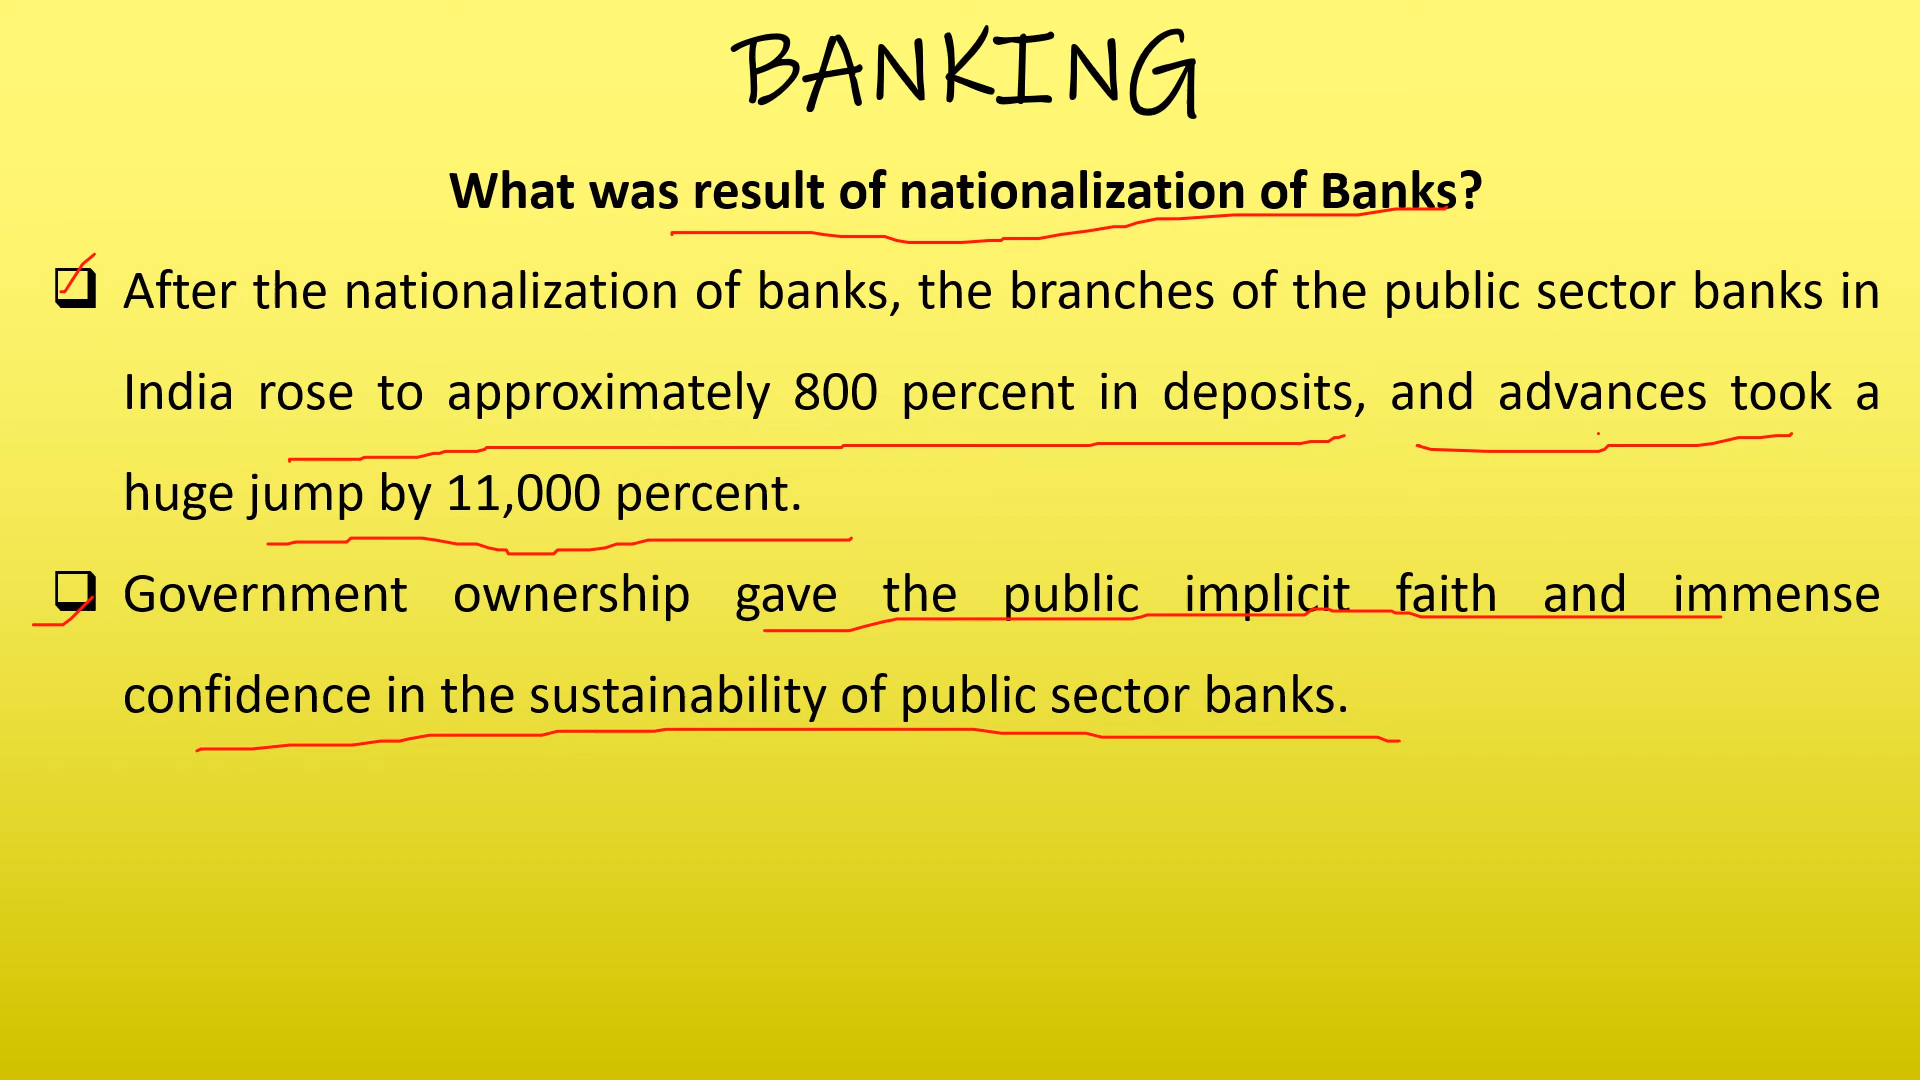 BANKING
What was result of nationalization of Banks?
After the nationalization of banks, the branches of the public sector banks in
India rose to approximately 800 percent in deposits, and advances took a
huge jump by 11,000 percent.
Government ownership gave the public implicit faith and immense
confidence in the sustainability of public sector banks.